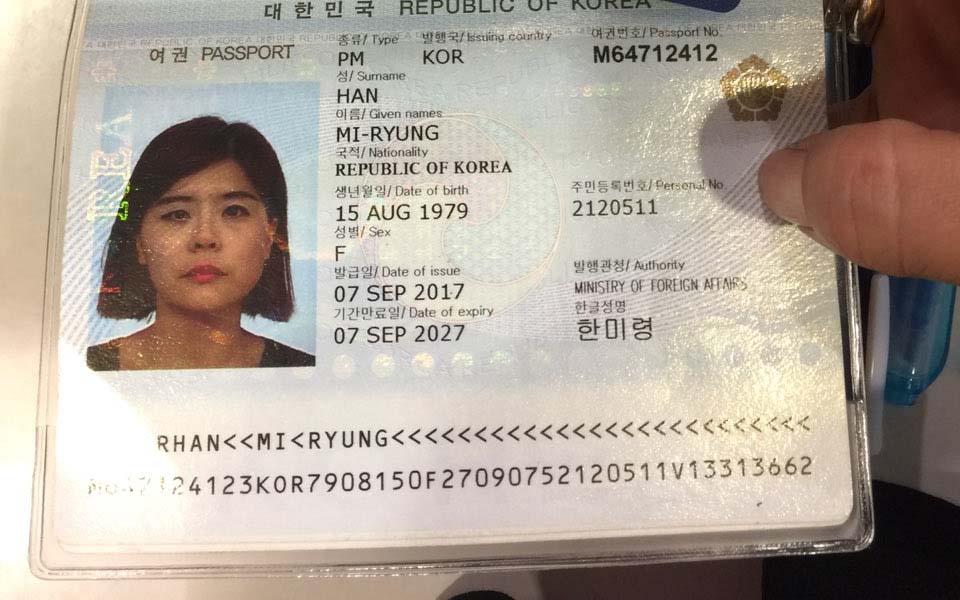 대한민국 REPUBLIC OF KOREA
여권 PASSPORT
종류/ Type 발행국/ Issuing country 여권번호/ Passport No.
PM KOR M64712412
성/ Surname
HAN
이름/ Given names
MI-RYUNG
국적/ Nationality
REPUBLIC OF KOREA
생년월일/ Date of birth 주민등록번호/ Personal No.
15 AUG 1979 2120511
성별/ Sex
F
발급일/ Date of issue 발행관청/ Authority
07 SEP 2017 MINISTRY OF FOREIGN AFFAIRS
기간만료일/ Date of expiry 한글성명
07 SEP 2027 한미령
RHAN<<MI<RYUNG<<<<<<<<<<<<<<<<<<<<<<<<<<
24123KOR7908150F27090752120511V13313662